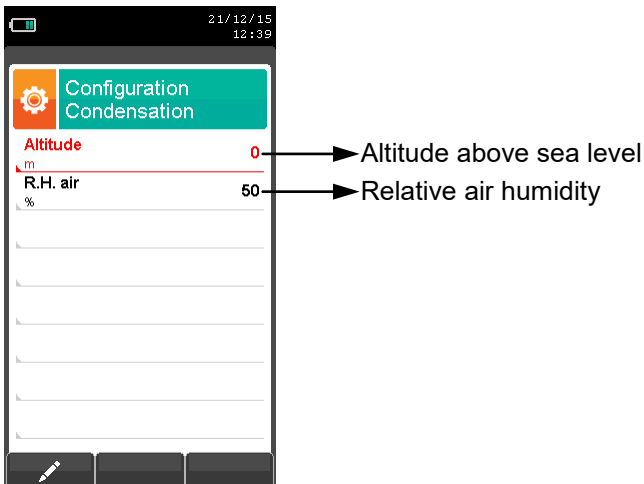 21/12/15
12:39
Configuration
Condensation
Altitude
0
Altitude above sea level
m
R.H. air
50
Relative air humidity
%